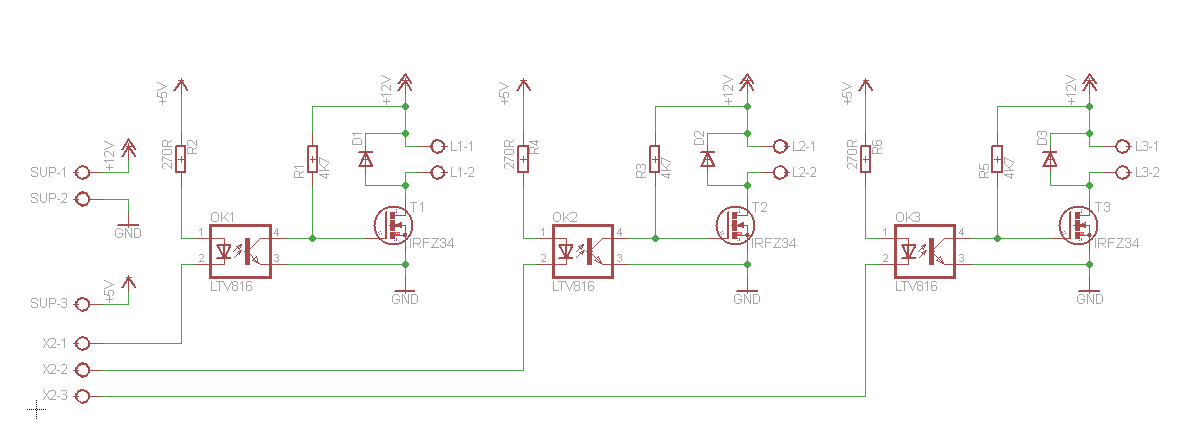 +5V
+12V
+5V
+12V
+5V
+12V
SUP-1
+12V
SUP-2
GND
270R
R2
R1
4K7
D1
L1-1
L1-2
T1
IRFZ34
OK1
1
2
4
3
LTV816
GND
270R
R4
R3
4K7
D2
L2-1
L2-2
T2
IRFZ34
OK2
1
2
4
3
LTV816
GND
270R
R6
R5
4K7
D3
L3-1
L3-2
T3
IRFZ34
OK3
1
2
4
3
LTV816
GND
+5V
SUP-3
X2-1
X2-2
X2-3